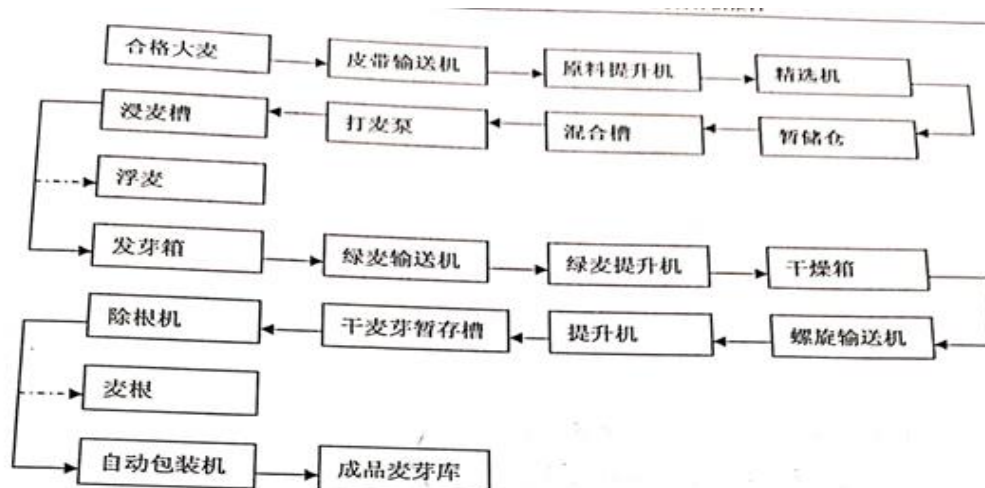 合格大麦
皮带输送机
原料提升机
精选机
浸麦槽
打麦泵
混合槽
暂储仓
浮麦
发芽箱
绿麦输送机
绿麦提升机
干燥箱
除根机
干麦芽暂存槽
提升机
螺旋输送机
麦根
自动包装机
成品麦芽库